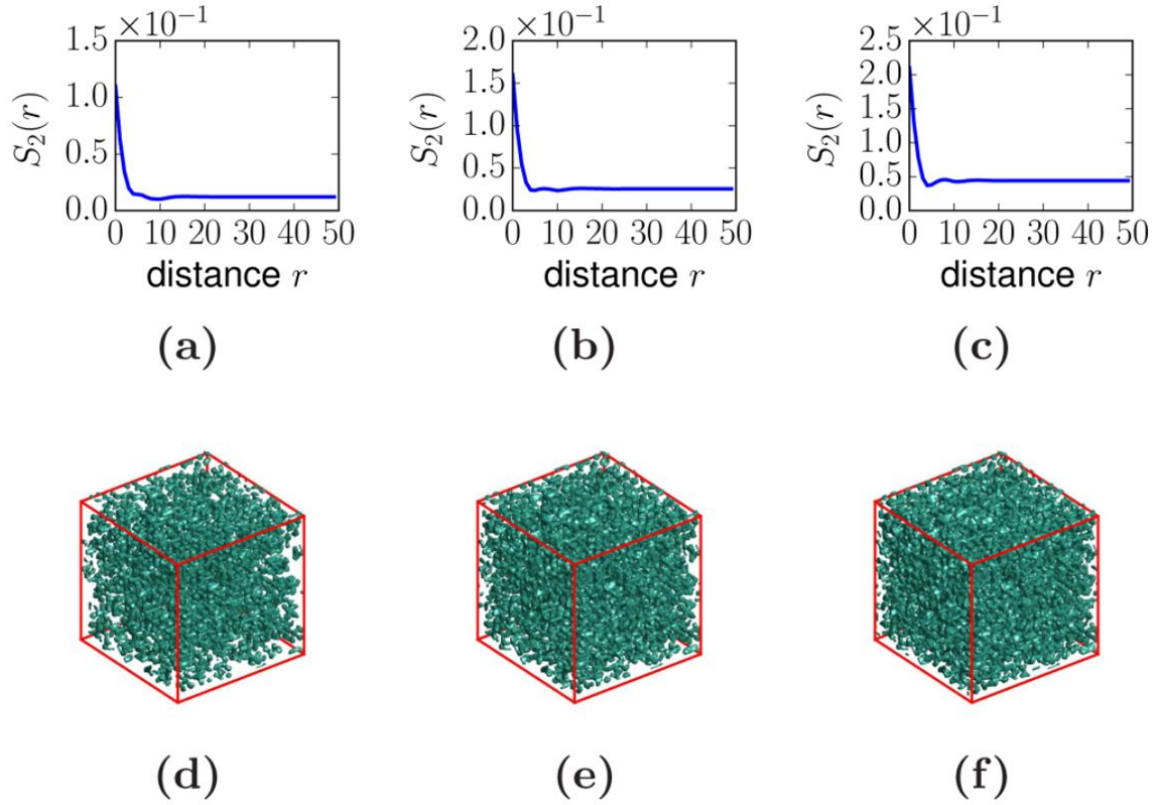 ×10⁻¹ ×10⁻¹ ×10⁻¹
1.5 2.0 2.5
1.0 1.5 2.0
0.5 1.0 1.5
0.0 0.5 1.0
0.0 0.5
0.0
S₂(r) S₂(r) S₂(r)
0 10 20 30 40 50 0 10 20 30 40 50 0 10 20 30 40 50
distance r distance r distance r
(a) (b) (c)
(d) (e) (f)